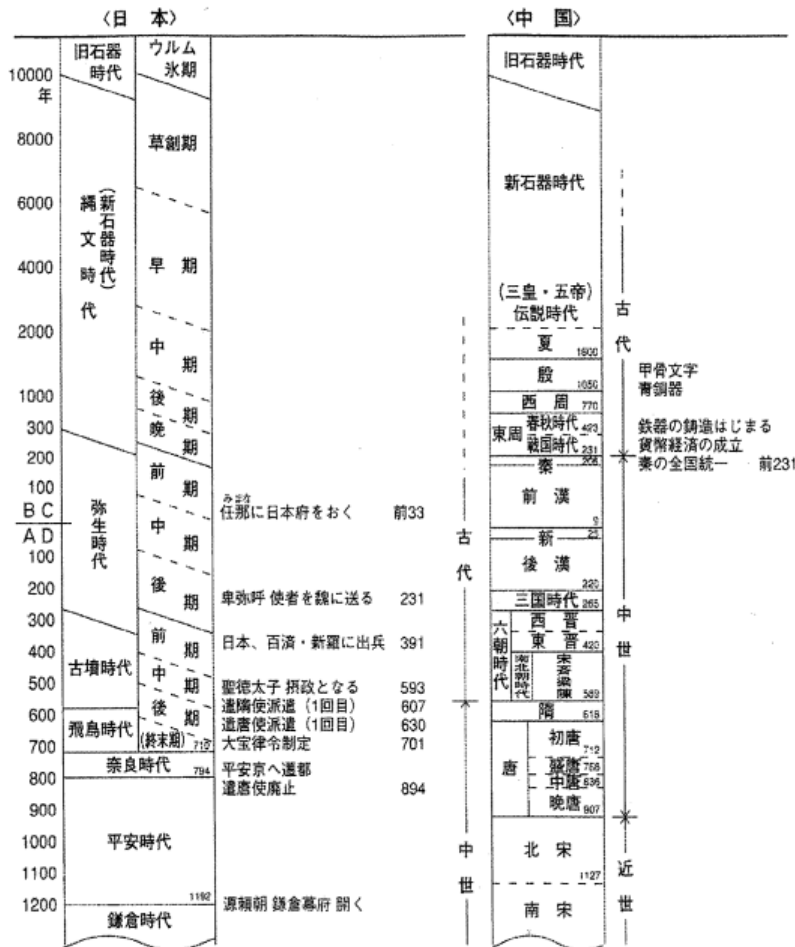 〈日 本〉
〈中 国〉
旧石器
時代
ウルム
氷期
旧石器時代
10000
年
8000
6000
4000
2000
1000
300
200
100
BC
AD
100
200
300
400
500
600
700
800
900
1000
1100
1200
縄文時代
(新石器時代)
弥生時代
古墳時代
飛鳥時代
奈良時代
794
平安時代
1192
鎌倉時代
草創期
早 期
中 期
後 期
晩 期
前 期
中 期
後 期
前 期
中 期
後 期
(終末期) 710
任那に日本府をおく 前33
みまな
卑弥呼 使者を魏に送る 231
日本、百済・新羅に出兵 391
聖徳太子 摂政となる 593
遣隋使派遣（1回目） 607
遣唐使派遣（1回目） 630
大宝律令制定 701
平安京へ遷都
遣唐使廃止 894
源頼朝 鎌倉幕府 開く
古代
中世
新石器時代
(三皇・五帝)
伝説時代
夏
1600
殷
1050
西周
770
東周
春秋時代 423
戦国時代 231
秦
206
前漢
9
新
25
後漢
220
三国時代 265
六朝時代
西晋
東晋
420
南北朝時代
宋斉梁陳
589
隋
618
唐
初唐
712
盛唐
中唐
晩唐
907
北宋
1127
南宋
古代
中世
近世
甲骨文字
青銅器
鉄器の鋳造はじまる
貨幣経済の成立
秦の全国統一 前231